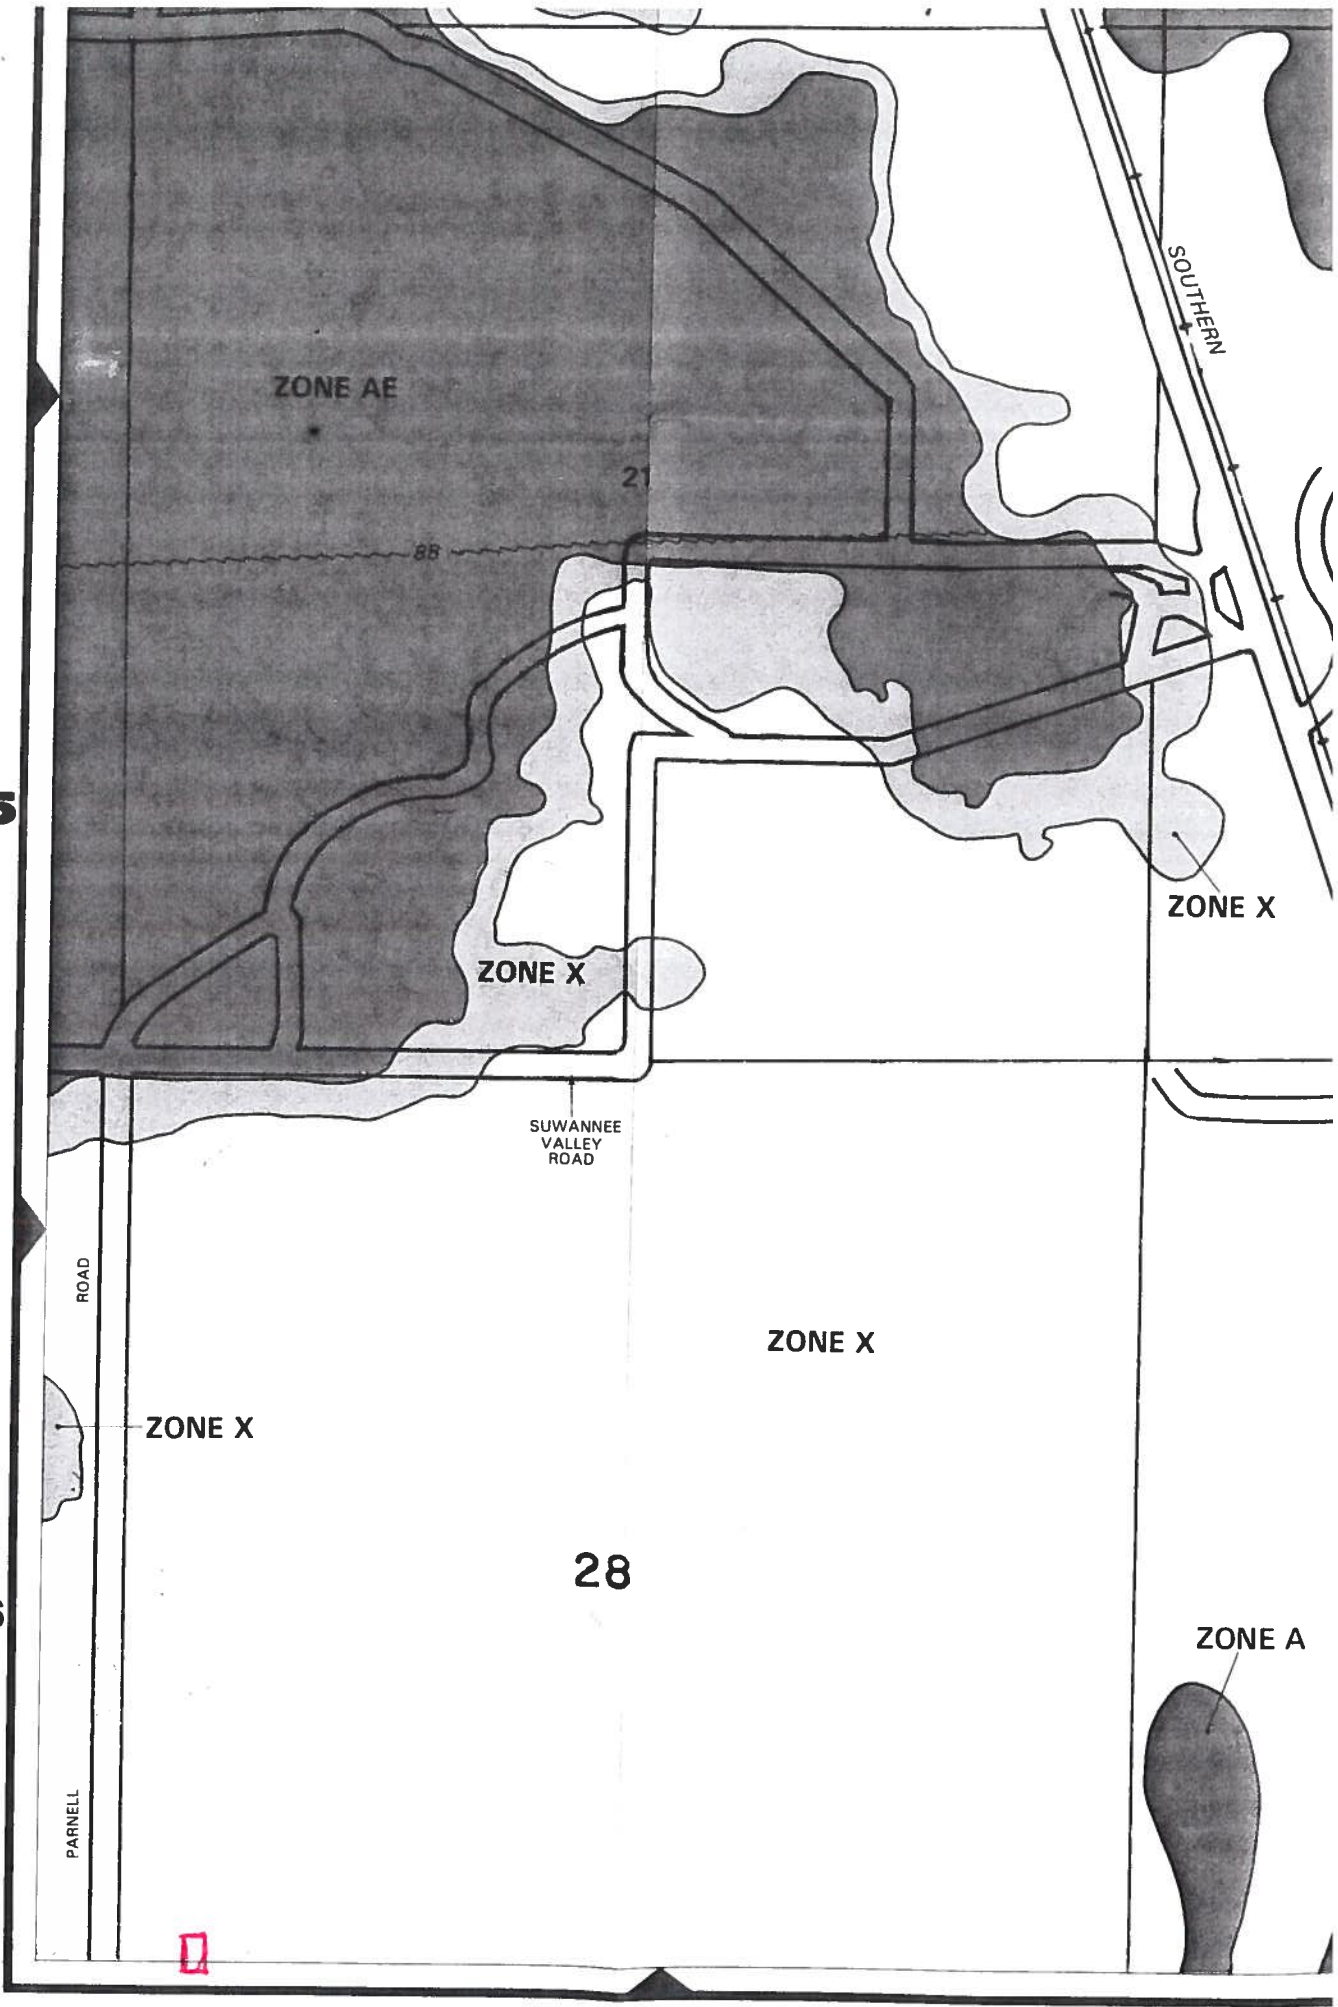 SOUTHERN
ZONE AE
21
88
S
ZONE X
ZONE X
SUWANNEE
VALLEY
ROAD
ROAD
ZONE X
ZONE X
28
ZONE A
PARNELL